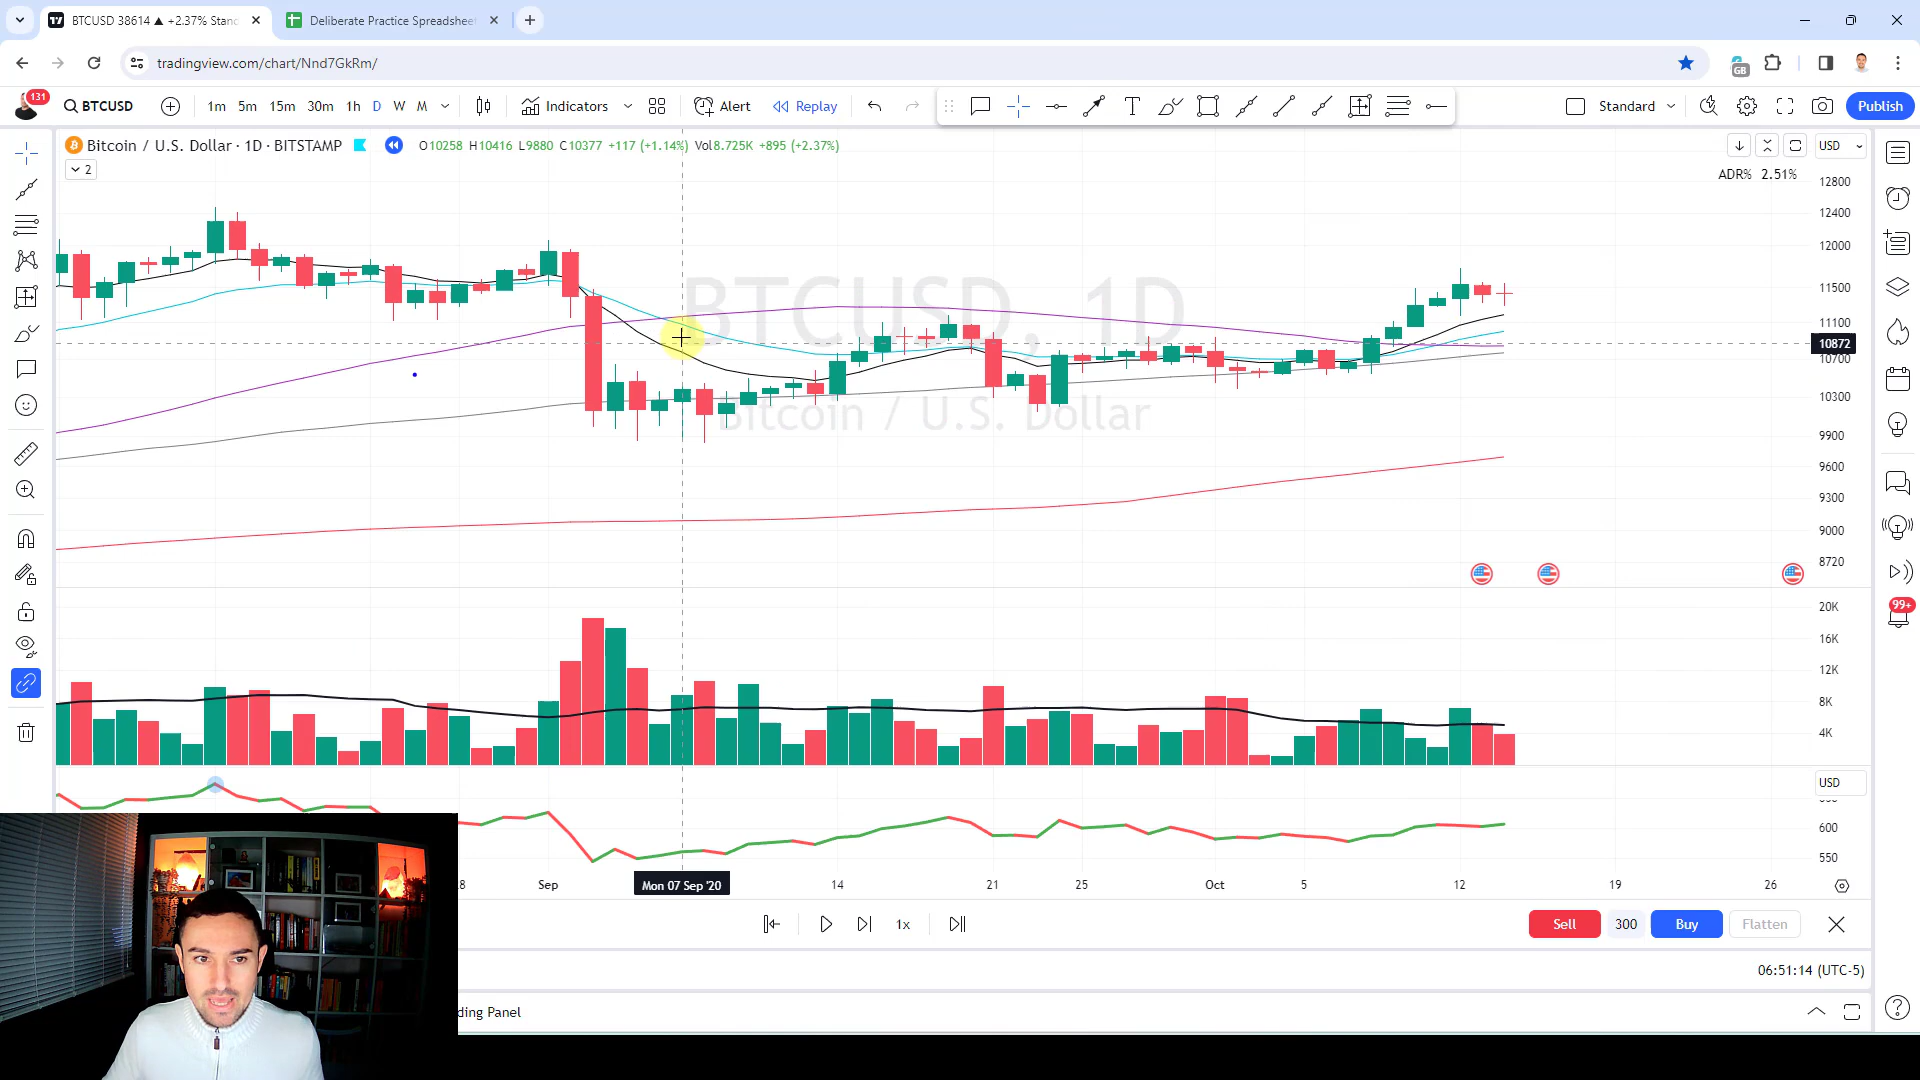 BTCUSD 38614 ▲ +2.37% Stand
Deliberate Practice Spreadshee
tradingview.com/chart/Nnd7GkRm/
GB
131
BTCUSD
1m 5m 15m 30m 1h D W M
Indicators
Alert
Replay
T
Standard
Publish
Bitcoin / U.S. Dollar · 1D · BITSTAMP
O10258 H10416 L9880 C10377 +117 (+1.14%) Vol8.725K +895 (+2.37%)
USD
2
ADR% 2.51%
12800
12400
12000
11500
11100
10872
10700
10300
9900
9600
9300
9000
8720
BTCUSD, 1D
Bitcoin / U.S. Dollar
99+
20K
16K
12K
8K
4K
USD
600
550
Sep
Mon 07 Sep '20
14
21
25
Oct
5
12
19
26
1x
Sell
300
Buy
Flatten
06:51:14 (UTC-5)
ding Panel